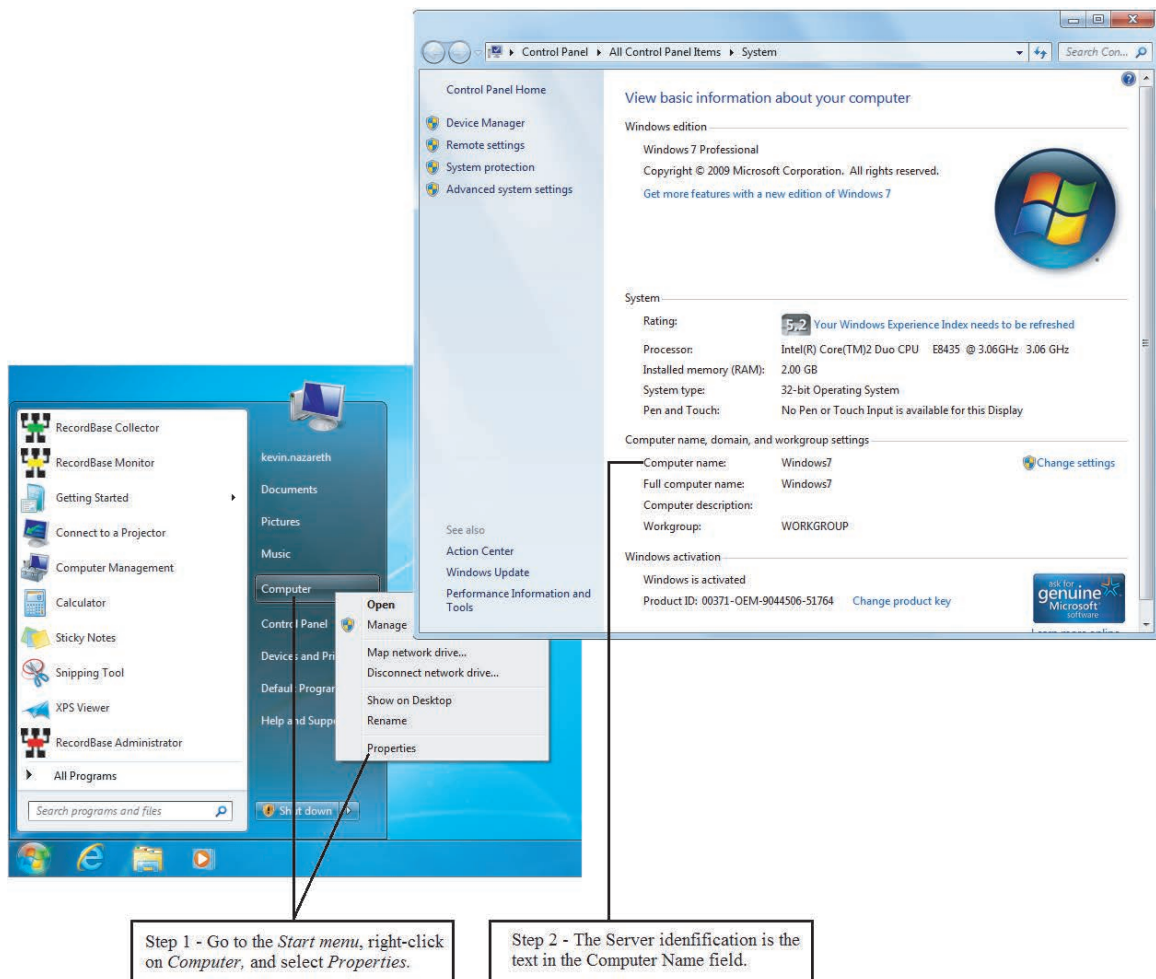 Control Panel
All Control Panel Items
System
Search Con...
Control Panel Home
Device Manager
Remote settings
System protection
Advanced system settings
See also
Action Center
Windows Update
Performance Information and
Tools
View basic information about your computer
Windows edition
Windows 7 Professional
Copyright © 2009 Microsoft Corporation. All rights reserved.
Get more features with a new edition of Windows 7
System
Rating: 5,2 Your Windows Experience Index needs to be refreshed
Processor: Intel(R) Core(TM)2 Duo CPU E8435 @ 3.06GHz 3.06 GHz
Installed memory (RAM): 2.00 GB
System type: 32-bit Operating System
Pen and Touch: No Pen or Touch Input is available for this Display
Computer name, domain, and workgroup settings
Computer name: Windows7 Change settings
Full computer name: Windows7
Computer description:
Workgroup: WORKGROUP
Windows activation
Windows is activated
Product ID: 00371-OEM-9044506-51764 Change product key
ask for
genuine
Microsoft
software
RecordBase Collector
RecordBase Monitor
Getting Started
Connect to a Projector
Computer Management
Calculator
Sticky Notes
Snipping Tool
XPS Viewer
RecordBase Administrator
All Programs
Search programs and files
kevin.nazareth
Documents
Pictures
Music
Computer
Control Panel
Devices and Pri
Default Program
Help and Suppo
Shut down
Open
Manage
Map network drive...
Disconnect network drive...
Show on Desktop
Rename
Properties
Step 1 - Go to the Start menu, right-click
on Computer, and select Properties.
Step 2 - The Server idenfification is the
text in the Computer Name field.